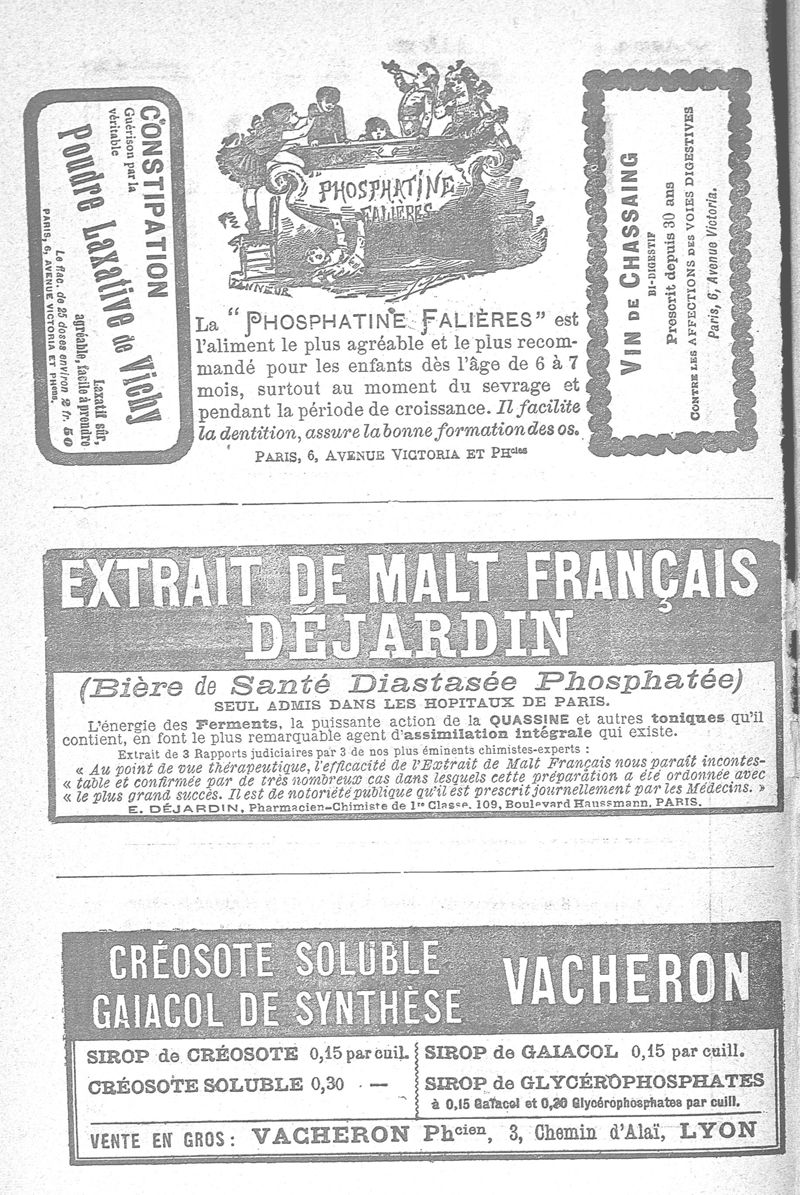 CONSTIPATION
Guérison par la
véritable
Poudre Laxative de Vichy
Laxatif sûr,
agréable, facile à prendre
Le flac. de 25 doses environ 2 fr. 50
PARIS, 6, AVENUE VICTORIA ET PHcies.
PHOSPHATINE
FALIERES
La "PHOSPHATINE FALIÈRES" est
l'aliment le plus agréable et le plus recom-
mandé pour les enfants dès l'âge de 6 à 7
mois, surtout au moment du sevrage et
pendant la période de croissance. Il facilite
la dentition, assure la bonne formation des os.
PARIS, 6, AVENUE VICTORIA ET PHcies
VIN DE CHASSAING
BI-DIGESTIF
Proscrit depuis 30 ans
CONTRE LES AFFECTIONS DES VOIES DIGESTIVES
Paris, 6, Avenue Victoria.
EXTRAIT DE MALT FRANÇAIS
DÉJARDIN
(Bière de Santé Diastasée Phosphatée)
SEUL ADMIS DANS LES HOPITAUX DE PARIS.
L'énergie des Ferments, la puissante action de la QUASSINE et autres toniques qu'il
contient, en font le plus remarquable agent d'assimilation intégrale qui existe.
Extrait de 3 Rapports judiciaires par 3 de nos plus éminents chimistes-experts :
« Au point de vue thérapeutique, l'efficacité de l'Extrait de Malt Français nous paraît incontes-
« table et confirmée par de très nombreux cas dans lesquels cette préparation a été ordonnée avec
« le plus grand succès. Il est de notoriété publique qu'il est prescrit journellement par les Médecins. »
E. DÉJARDIN, Pharmacien-Chimiste de 1re Classe, 109, Boulevard Haussmann, PARIS.
CRÉOSOTE SOLUBLE
GAIACOL DE SYNTHÈSE
VACHERON
SIROP de CRÉOSOTE 0,15 par cuil.
CRÉOSOTE SOLUBLE 0,30 —
SIROP de GAIACOL 0,15 par cuill.
SIROP de GLYCÉROPHOSPHATES
à 0,15 Gaïacol et 0,20 Glycérophosphates par cuill.
VENTE EN GROS : VACHERON Phcien, 3, Chemin d'Alaï, LYON